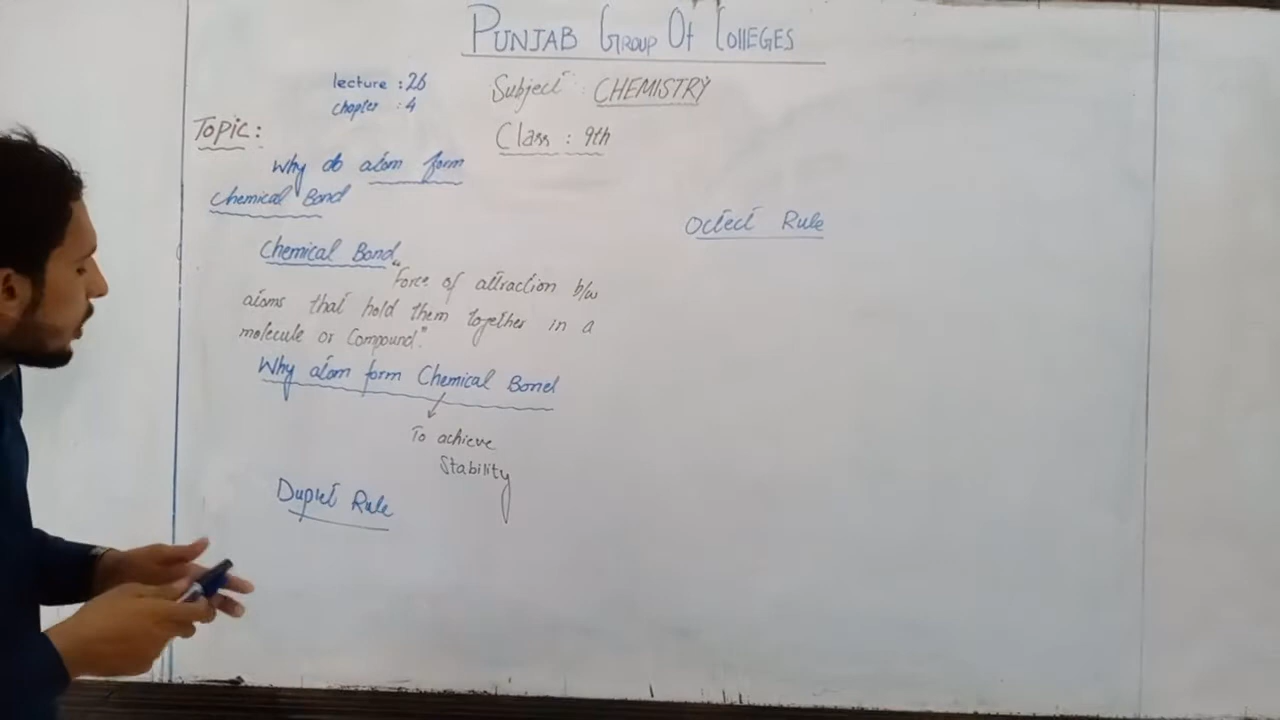 PUNJAB GROUP Of COllEGES
lecture : 26
chapter : 4
Subject : CHEMISTRY
Class : 9th
Topic:
Why do atom form
Chemical Bond
Chemical Bond
"Force of attraction b/w
atoms that hold them together in a
molecule or Compound."
Why atom form Chemical Bond
To achieve
Stability
Duplet Rule
Octect Rule